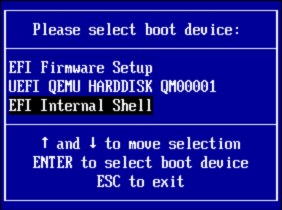 Please select boot device:
EFI Firmware Setup
UEFI QEMU HARDDISK QM00001
EFI Internal Shell
↑ and ↓ to move selection
ENTER to select boot device
ESC to exit